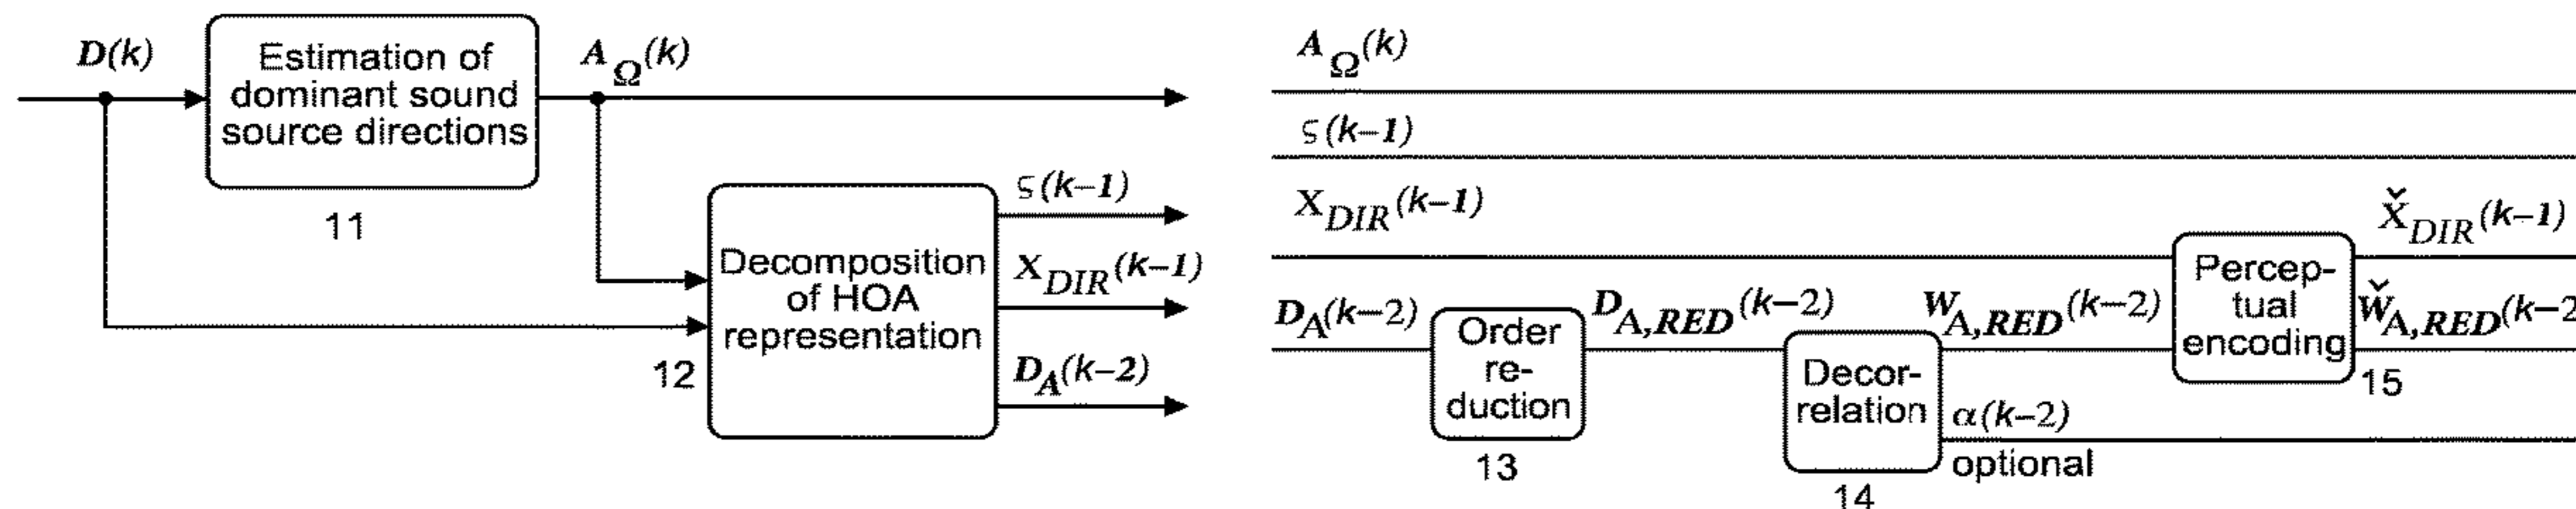 D(k)
Estimation of
dominant sound
source directions
11
A_Ω(k)
Decomposition
of HOA
representation
12
ς(k–1)
X_DIR(k–1)
D_A(k–2)
A_Ω(k)
ς(k–1)
X_DIR(k–1)
D_A(k–2)
Order
re-
duction
13
D_A,RED(k–2)
Decor-
relation
14
W_A,RED(k–2)
α(k–2)
optional
Percep-
tual
encoding
15
X̌_DIR(k–1)
W̌_A,RED(k–2